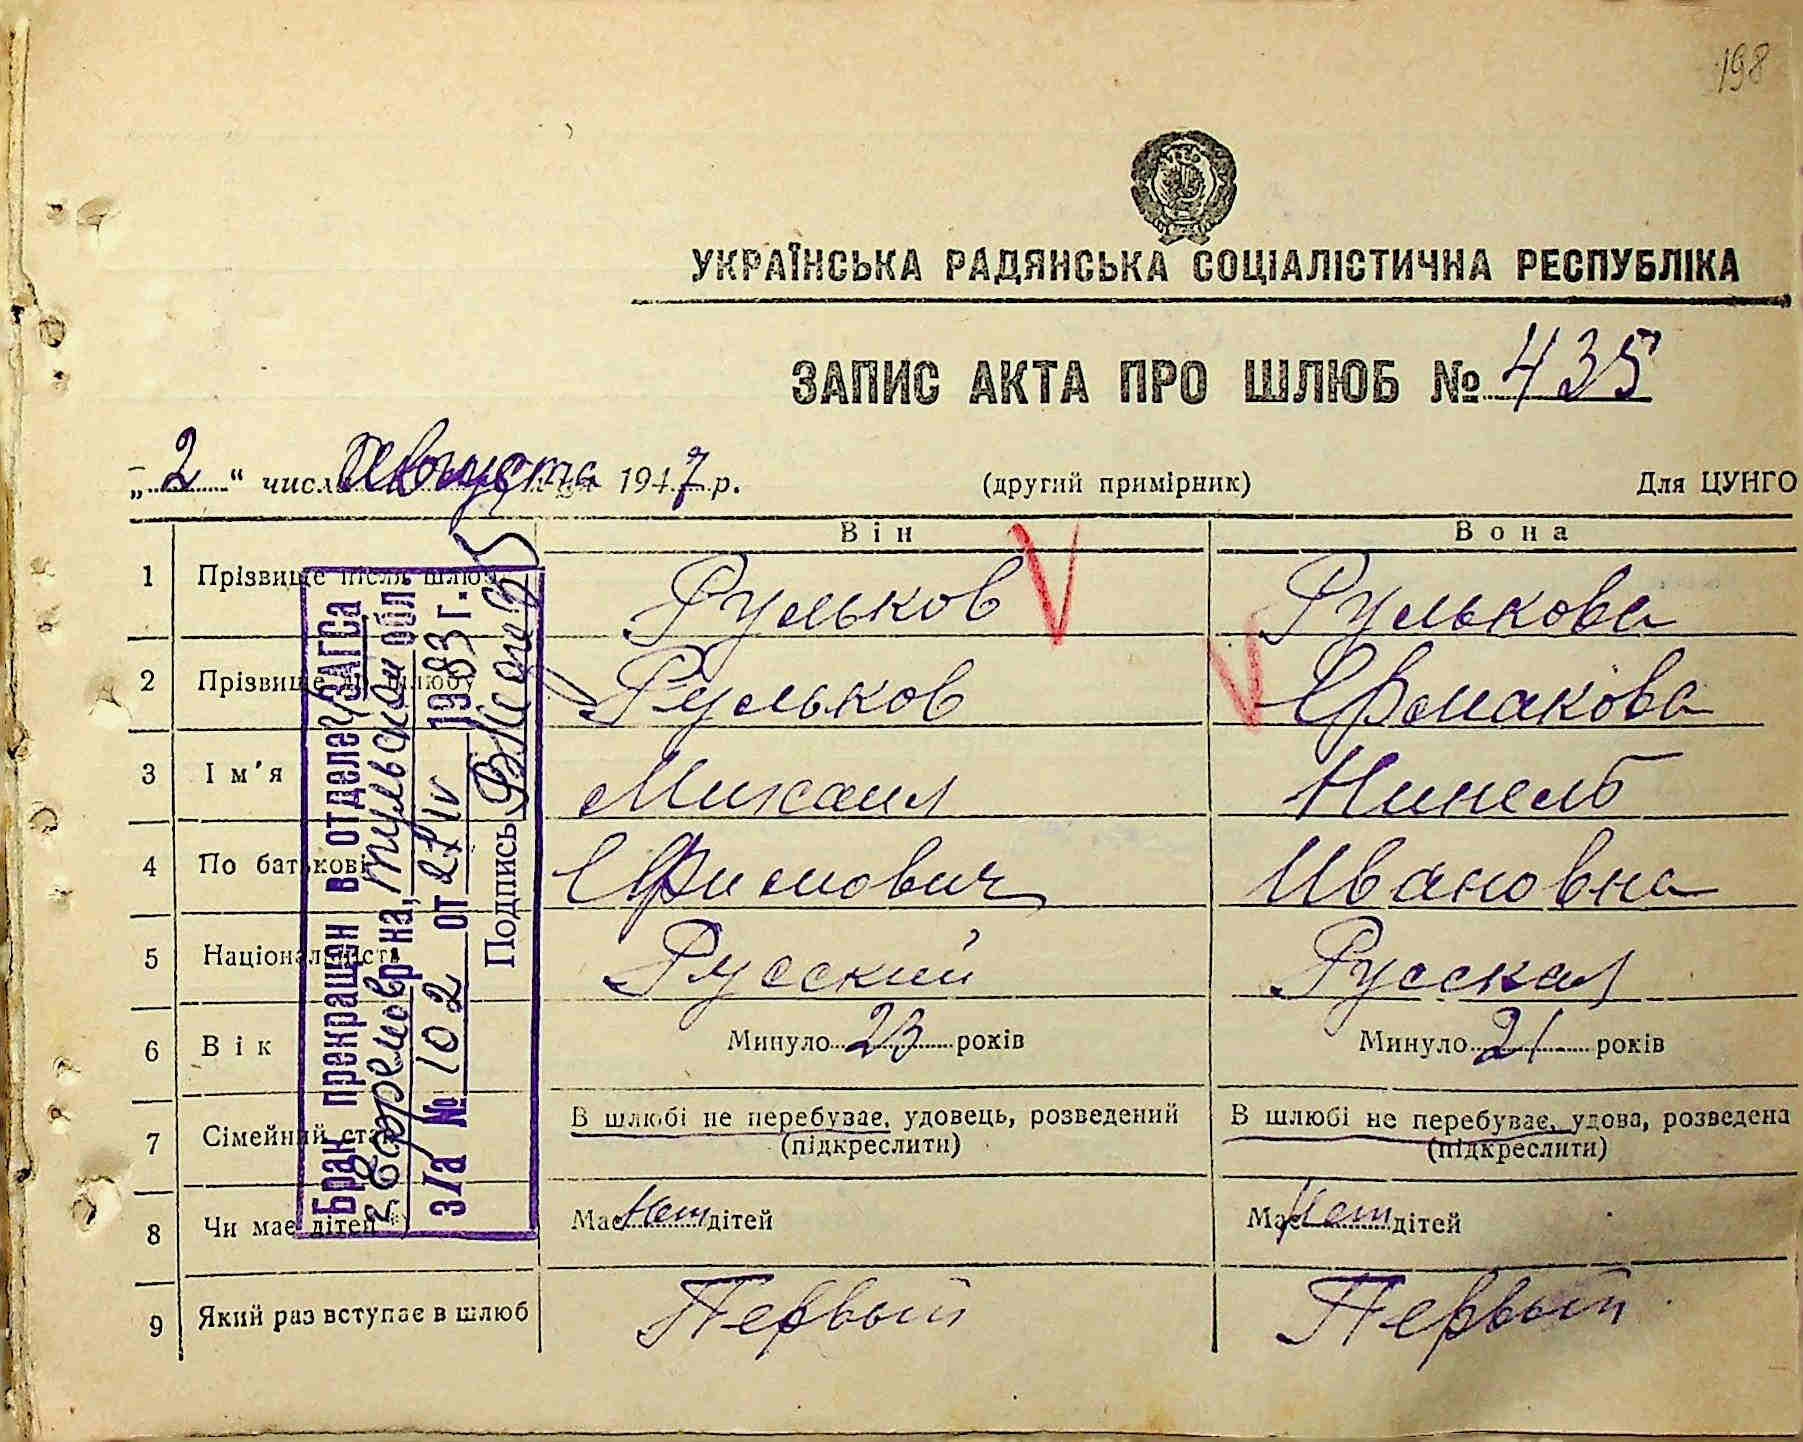 198
УКРАЇНСЬКА РАДЯНСЬКА СОЦІАЛІСТИЧНА РЕСПУБЛІКА
ЗАПИС АКТА ПРО ШЛЮБ № 435
„2“ числа августа 1947 р. (другий примірник) Для ЦУНГО
Він Вона
1 Прізвище після шлюбу Рульков Рулькова
2 Прізвище до шлюбу Рульков Ермакова
3 Ім'я Михаил Нинель
4 По батькові Ефимович Ивановна
5 Національність Русский Русская
6 Вік Минуло 23 років Минуло 21 років
7 Сімейний стан В шлюбі не перебуває, удовець, розведений В шлюбі не перебуває, удова, розведена
(підкреслити) (підкреслити)
8 Чи має дітей Має нет дітей Має нет дітей
9 Який раз вступає в шлюб Первый Первый
Брак прекращен в отделе ЗАГСа
г. Ефремов р-на, Тульской обл
з/а № 102 от 21/IV 1983 г.
Подпись